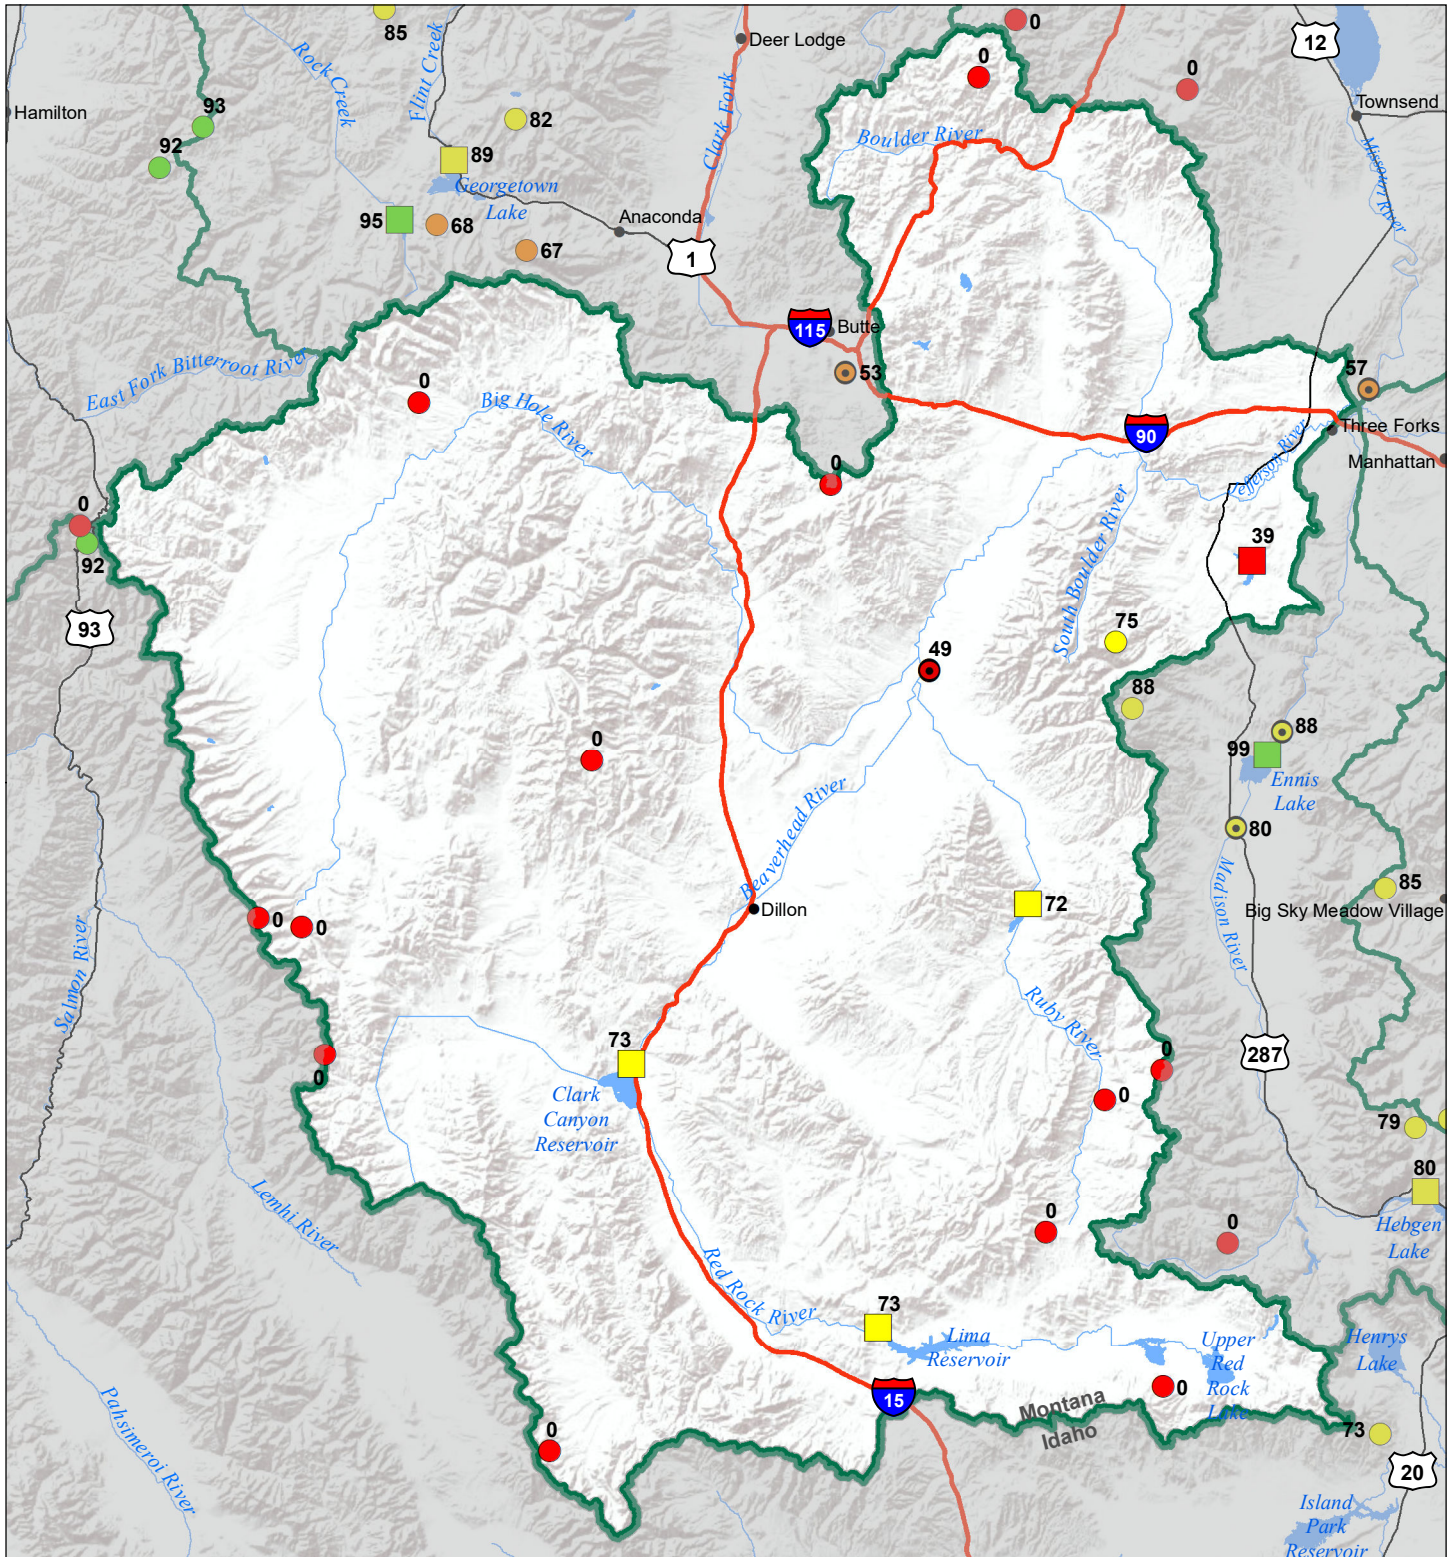 85
0
Deer Lodge
12
0
0
Rock Creek
Flint Creek
Clark Fork
Hamilton
93
82
Townsend
Boulder River
92
89
Missouri River
Georgetown
Lake
95
68
Anaconda
67
1
115
Butte
53
57
East Fork Bitterroot River
0
Big Hole River
90
Three Forks
Jefferson River
Manhattan
0
0
92
South Boulder River
39
93
75
49
88
88
99
Ennis
Lake
0
80
Beaverhead River
Madison River
85
Big Sky Meadow Village
72
Dillon
0
0
Salmon River
Ruby River
73
287
0
0
0
Clark
Canyon
Reservoir
79
80
Lemhi River
0
0
Hebgen
Lake
Red Rock River
73
Lima
Reservoir
Upper
Red
Rock
Lake
Henrys
Lake
0
15
Montana
Idaho
Pahsimeroi River
0
73
20
Island
Park
Reservoir